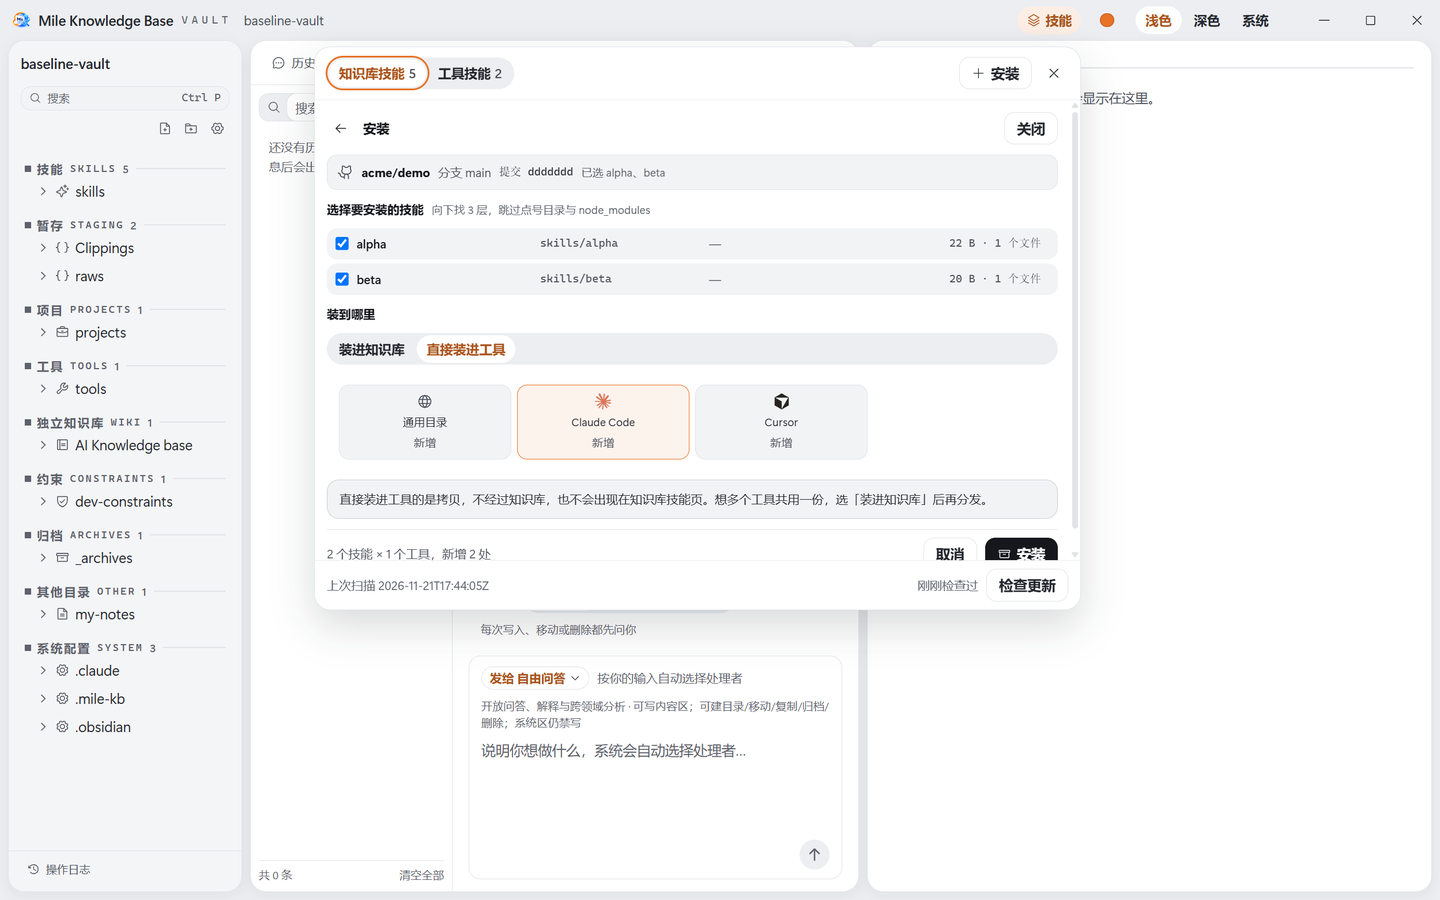 Mile Knowledge Base VAULT baseline-vault
技能 浅色 深色 系统
baseline-vault
搜索 Ctrl P
技能 SKILLS 5
skills
暂存 STAGING 2
Clippings
raws
项目 PROJECTS 1
projects
工具 TOOLS 1
tools
独立知识库 WIKI 1
AI Knowledge base
约束 CONSTRAINTS 1
dev-constraints
归档 ARCHIVES 1
_archives
其他目录 OTHER 1
my-notes
系统配置 SYSTEM 3
.claude
.mile-kb
.obsidian
操作日志
历史
搜索
还没有历
息后会出
共 0 条 清空全部
知识库技能 5 工具技能 2 安装
安装 关闭
acme/demo 分支 main 提交 ddddddd 已选 alpha、beta
选择要安装的技能 向下找 3 层，跳过点号目录与 node_modules
alpha skills/alpha — 22 B · 1 个文件
beta skills/beta — 20 B · 1 个文件
装到哪里
装进知识库 直接装进工具
通用目录 新增
Claude Code 新增
Cursor 新增
直接装进工具的是拷贝，不经过知识库，也不会出现在知识库技能页。想多个工具共用一份，选「装进知识库」后再分发。
2 个技能 × 1 个工具，新增 2 处 取消 安装
上次扫描 2026-11-21T17:44:05Z 刚刚检查过 检查更新
每次写入、移动或删除都先问你
发给 自由问答 按你的输入自动选择处理者
开放问答、解释与跨领域分析 · 可写内容区；可建目录/移动/复制/归档/
删除；系统区仍禁写
说明你想做什么，系统会自动选择处理者...
显示在这里。